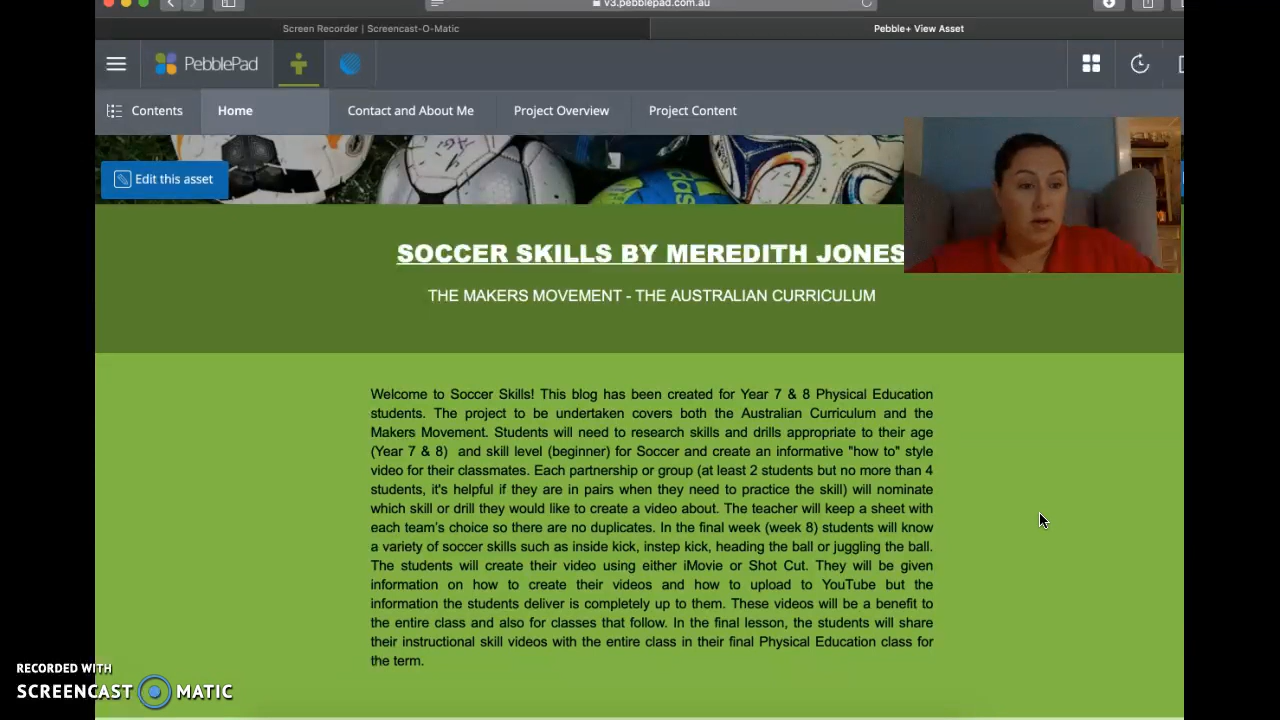 v3.pebblepad.com.au
Screen Recorder | Screencast-O-Matic
Pebble+ View Asset
PebblePad
Contents
Home
Contact and About Me
Project Overview
Project Content
Edit this asset
SOCCER SKILLS BY MEREDITH JONES
THE MAKERS MOVEMENT - THE AUSTRALIAN CURRICULUM
Welcome to Soccer Skills! This blog has been created for Year 7 & 8 Physical Education
students. The project to be undertaken covers both the Australian Curriculum and the
Makers Movement. Students will need to research skills and drills appropriate to their age
(Year 7 & 8) and skill level (beginner) for Soccer and create an informative "how to" style
video for their classmates. Each partnership or group (at least 2 students but no more than 4
students, it's helpful if they are in pairs when they need to practice the skill) will nominate
which skill or drill they would like to create a video about. The teacher will keep a sheet with
each team's choice so there are no duplicates. In the final week (week 8) students will know
a variety of soccer skills such as inside kick, instep kick, heading the ball or juggling the ball.
The students will create their video using either iMovie or Shot Cut. They will be given
information on how to create their videos and how to upload to YouTube but the
information the students deliver is completely up to them. These videos will be a benefit to
the entire class and also for classes that follow. In the final lesson, the students will share
their instructional skill videos with the entire class in their final Physical Education class for
the term.
RECORDED WITH
SCREENCAST MATIC